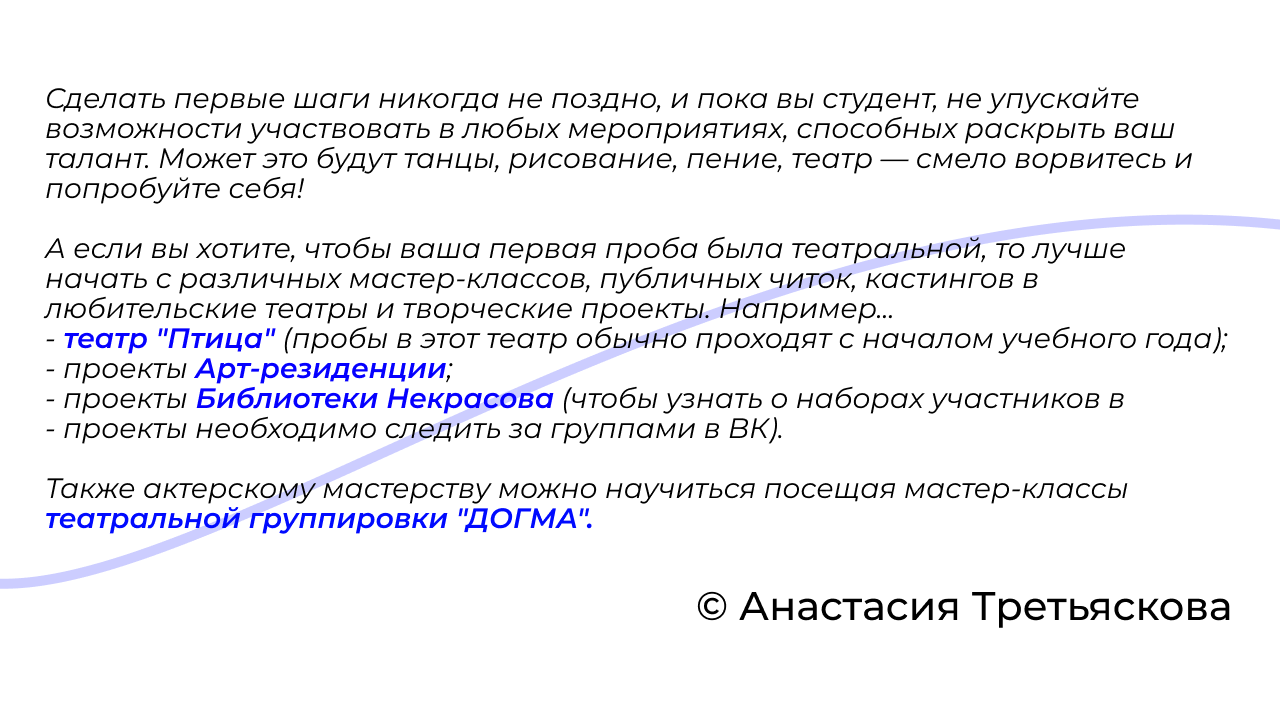 Сделать первые шаги никогда не поздно, и пока вы студент, не упускайте
возможности участвовать в любых мероприятиях, способных раскрыть ваш
талант. Может это будут танцы, рисование, пение, театр — смело ворвитесь и
попробуйте себя!
А если вы хотите, чтобы ваша первая проба была театральной, то лучше
начать с различных мастер-классов, публичных читок, кастингов в
любительские театры и творческие проекты. Например...
- театр "Птица" (пробы в этот театр обычно проходят с началом учебного года);
- проекты Арт-резиденции;
- проекты Библиотеки Некрасова (чтобы узнать о наборах участников в
- проекты необходимо следить за группами в ВК).
Также актерскому мастерству можно научиться посещая мастер-классы
театральной группировки "ДОГМА".
© Анастасия Третьяскова